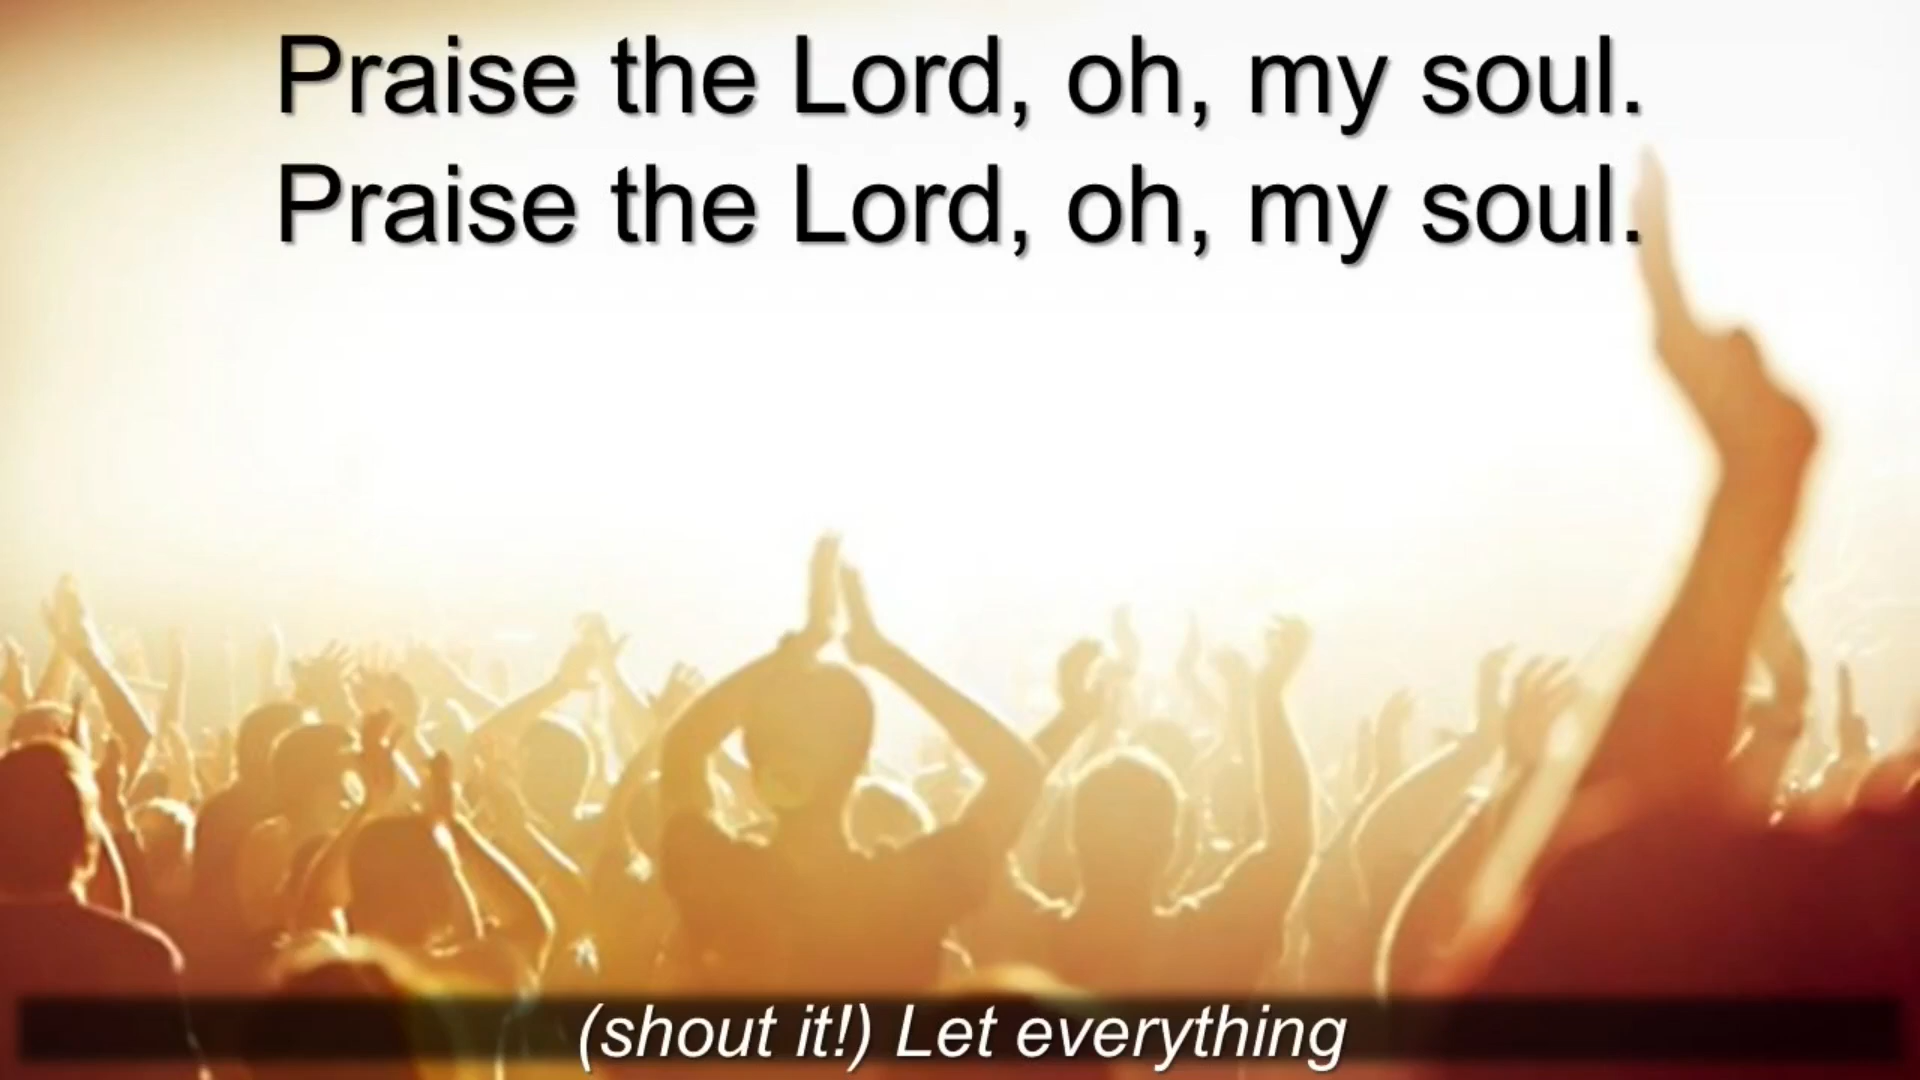 Praise the Lord, oh, my soul.
Praise the Lord, oh, my soul.
(shout it!) Let everything